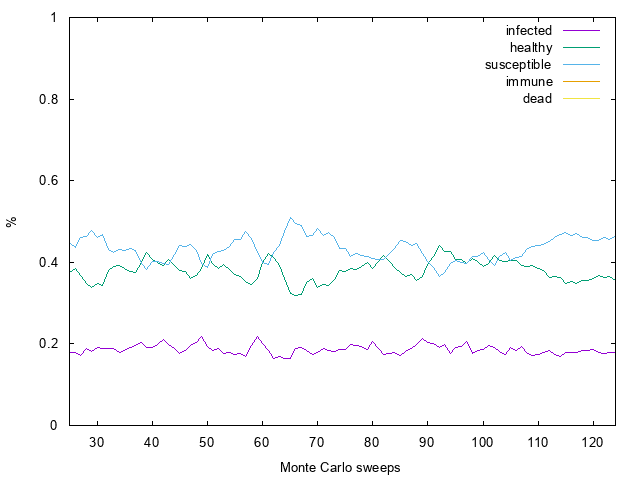 1
infected
healthy
susceptible
immune
dead
0.8
0.6
%
0.4
0.2
0
30 40 50 60 70 80 90 100 110 120
Monte Carlo sweeps